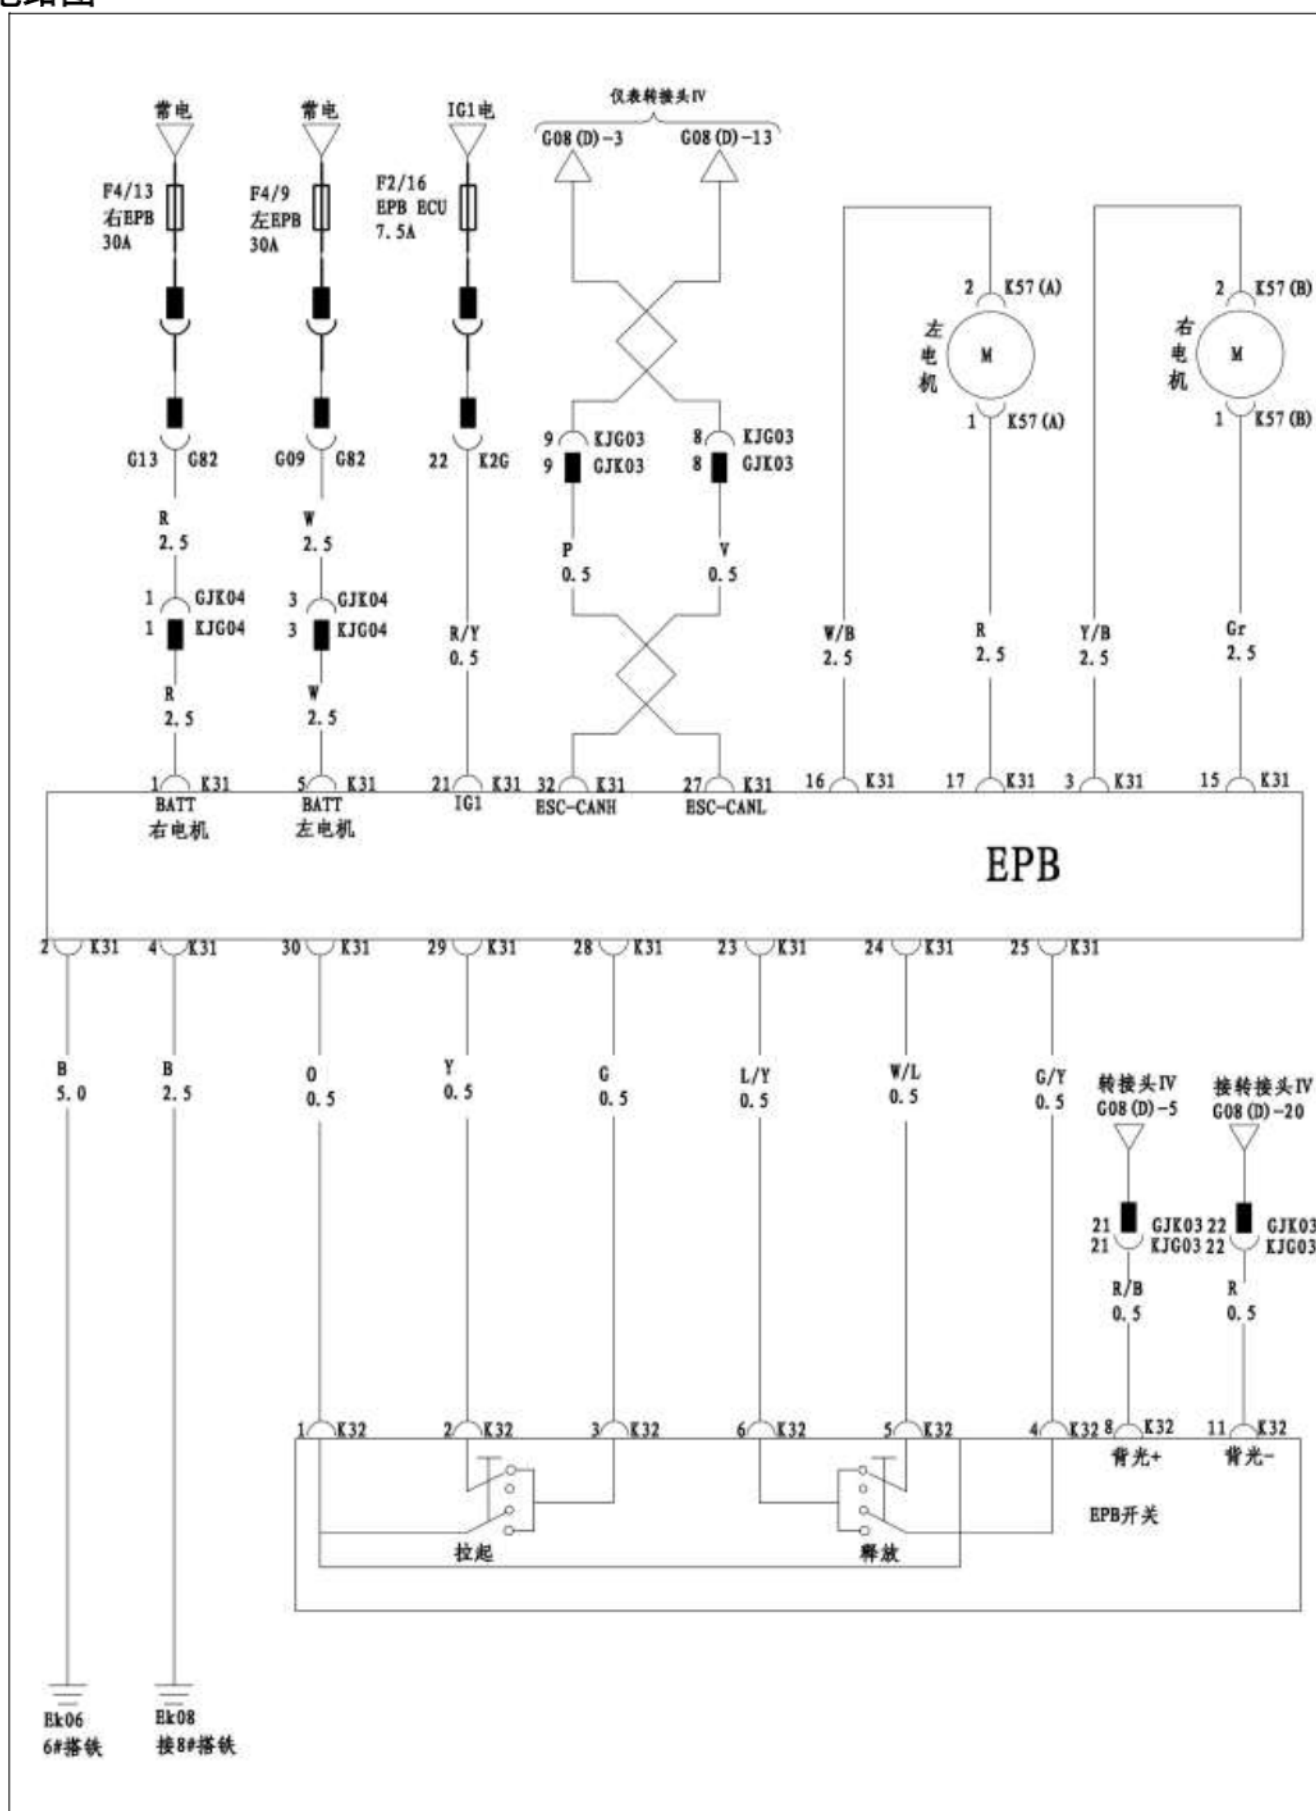 常电
常电
IG1电
仪表转接头IV
G08(D)-3
G08(D)-13
F4/13
右EPB
30A
F4/9
左EPB
30A
F2/16
EPB ECU
7.5A
2 K57(A)
左电机
M
1 K57(A)
2 K57(B)
右电机
M
1 K57(B)
G13 G82
G09 G82
22 K2G
9 KJG03
9 GJK03
8 KJG03
8 GJK03
R
2.5
W
2.5
P
0.5
V
0.5
1 GJK04
1 KJG04
3 GJK04
3 KJG04
R/Y
0.5
W/B
2.5
R
2.5
Y/B
2.5
Gr
2.5
R
2.5
W
2.5
1 K31
5 K31
21 K31
32 K31
27 K31
16 K31
17 K31
3 K31
15 K31
BATT
右电机
BATT
左电机
IG1
ESC-CANH
ESC-CANL
EPB
2 K31
4 K31
30 K31
29 K31
28 K31
23 K31
24 K31
25 K31
B
5.0
B
2.5
O
0.5
Y
0.5
G
0.5
L/Y
0.5
W/L
0.5
G/Y
0.5
转接头IV
G08(D)-5
接转接头IV
G08(D)-20
21 GJK03
21 KJG03
22 GJK03
22 KJG03
R/B
0.5
R
0.5
1 K32
2 K32
3 K32
6 K32
5 K32
4 K32
8 K32
11 K32
背光+
背光-
EPB开关
拉起
释放
Ek06
6#搭铁
Ek08
接8#搭铁